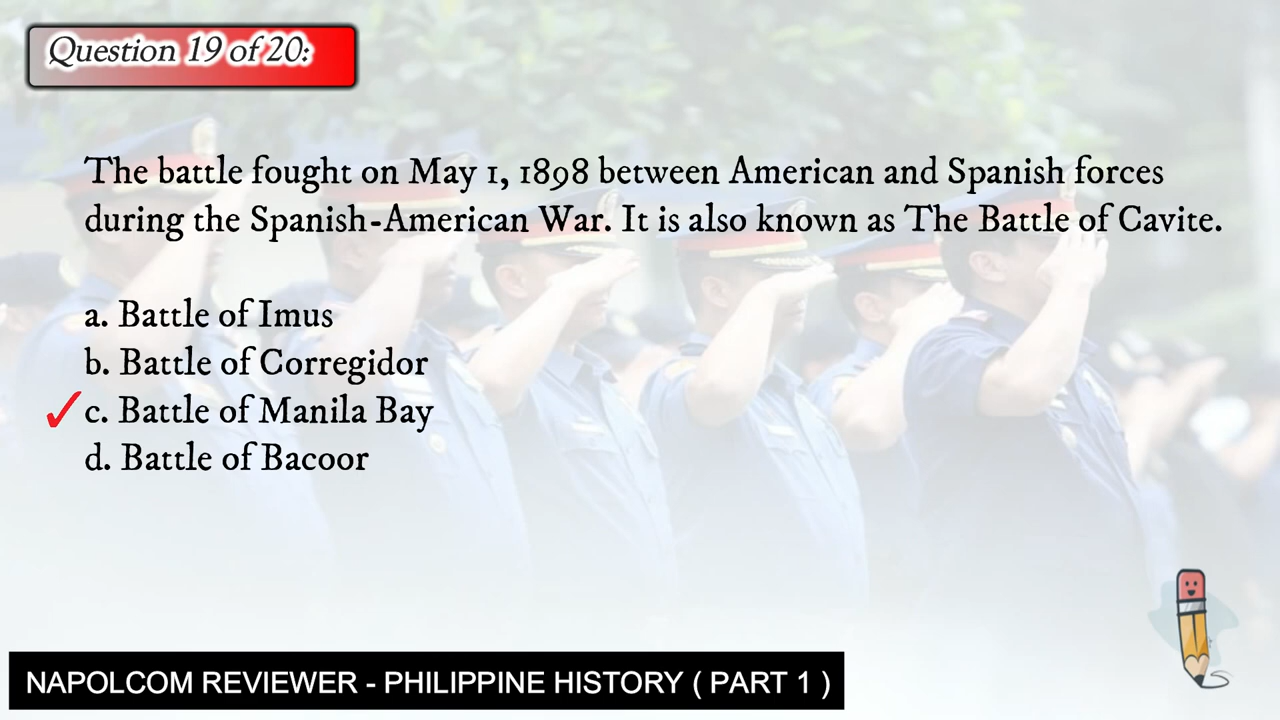 Question 19 of 20:
The battle fought on May 1, 1898 between American and Spanish forces
during the Spanish-American War. It is also known as The Battle of Cavite.
a. Battle of Imus
b. Battle of Corregidor
✓ c. Battle of Manila Bay
d. Battle of Bacoor
NAPOLCOM REVIEWER - PHILIPPINE HISTORY ( PART 1 )